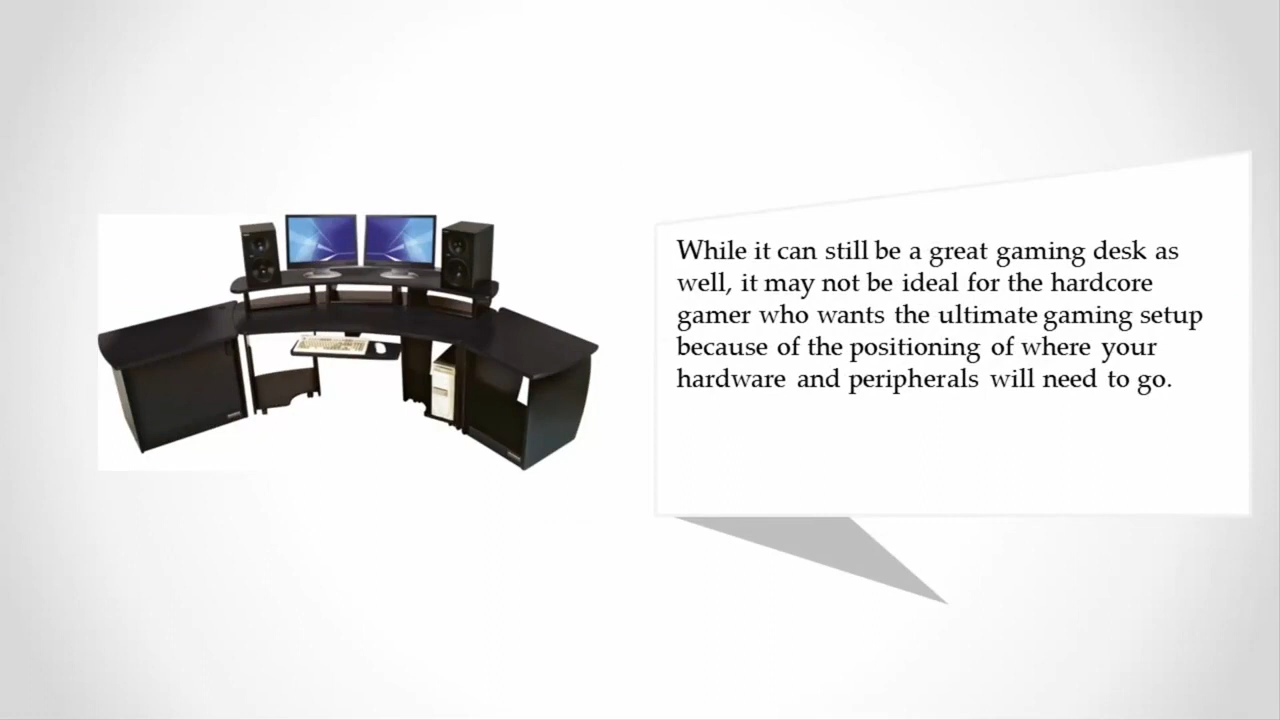 While it can still be a great gaming desk as
well, it may not be ideal for the hardcore
gamer who wants the ultimate gaming setup
because of the positioning of where your
hardware and peripherals will need to go.